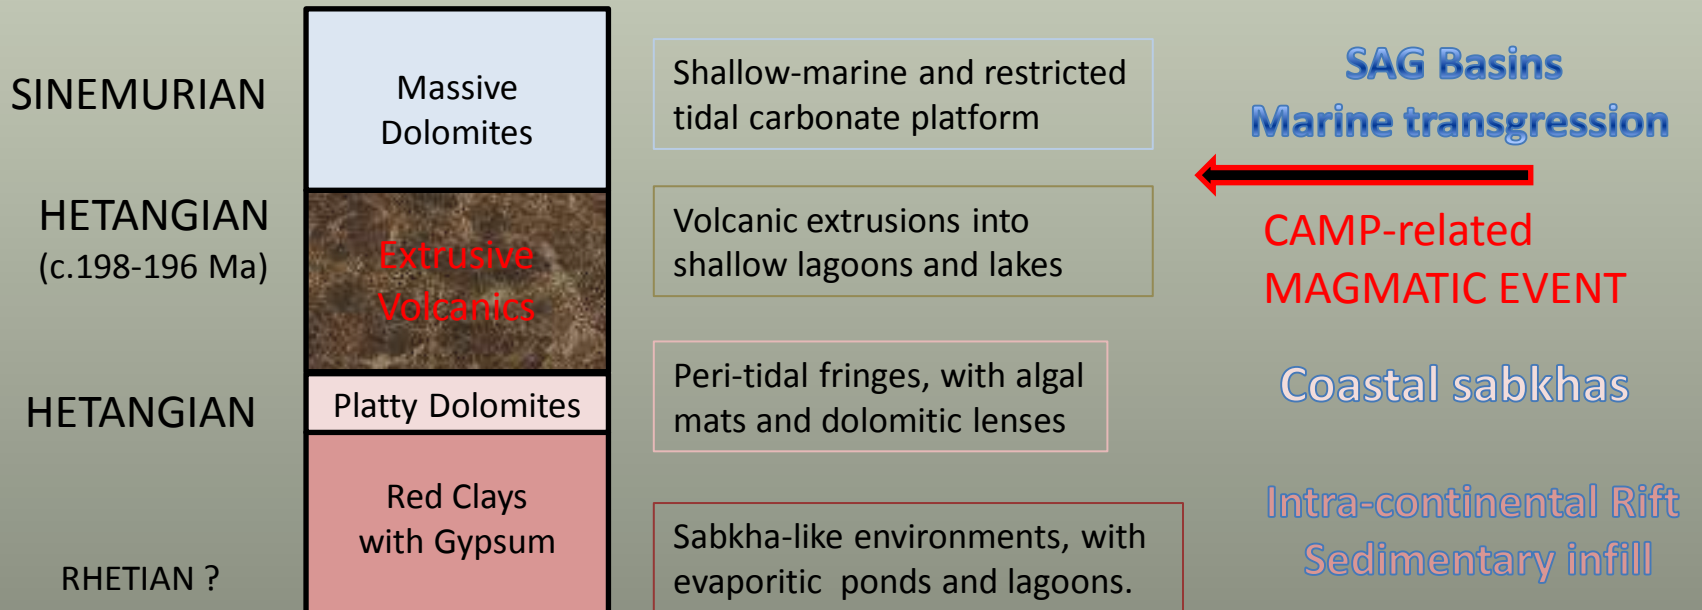 SINEMURIAN
Massive
Dolomites
Shallow-marine and restricted
tidal carbonate platform
SAG Basins
Marine transgression
HETANGIAN
(c.198-196 Ma)
Extrusive
Volcanics
Volcanic extrusions into
shallow lagoons and lakes
CAMP-related
MAGMATIC EVENT
HETANGIAN
Platty Dolomites
Peri-tidal fringes, with algal
mats and dolomitic lenses
Coastal sabkhas
Red Clays
with Gypsum
Sabkha-like environments, with
evaporitic ponds and lagoons.
Intra-continental Rift
Sedimentary infill
RHETIAN ?